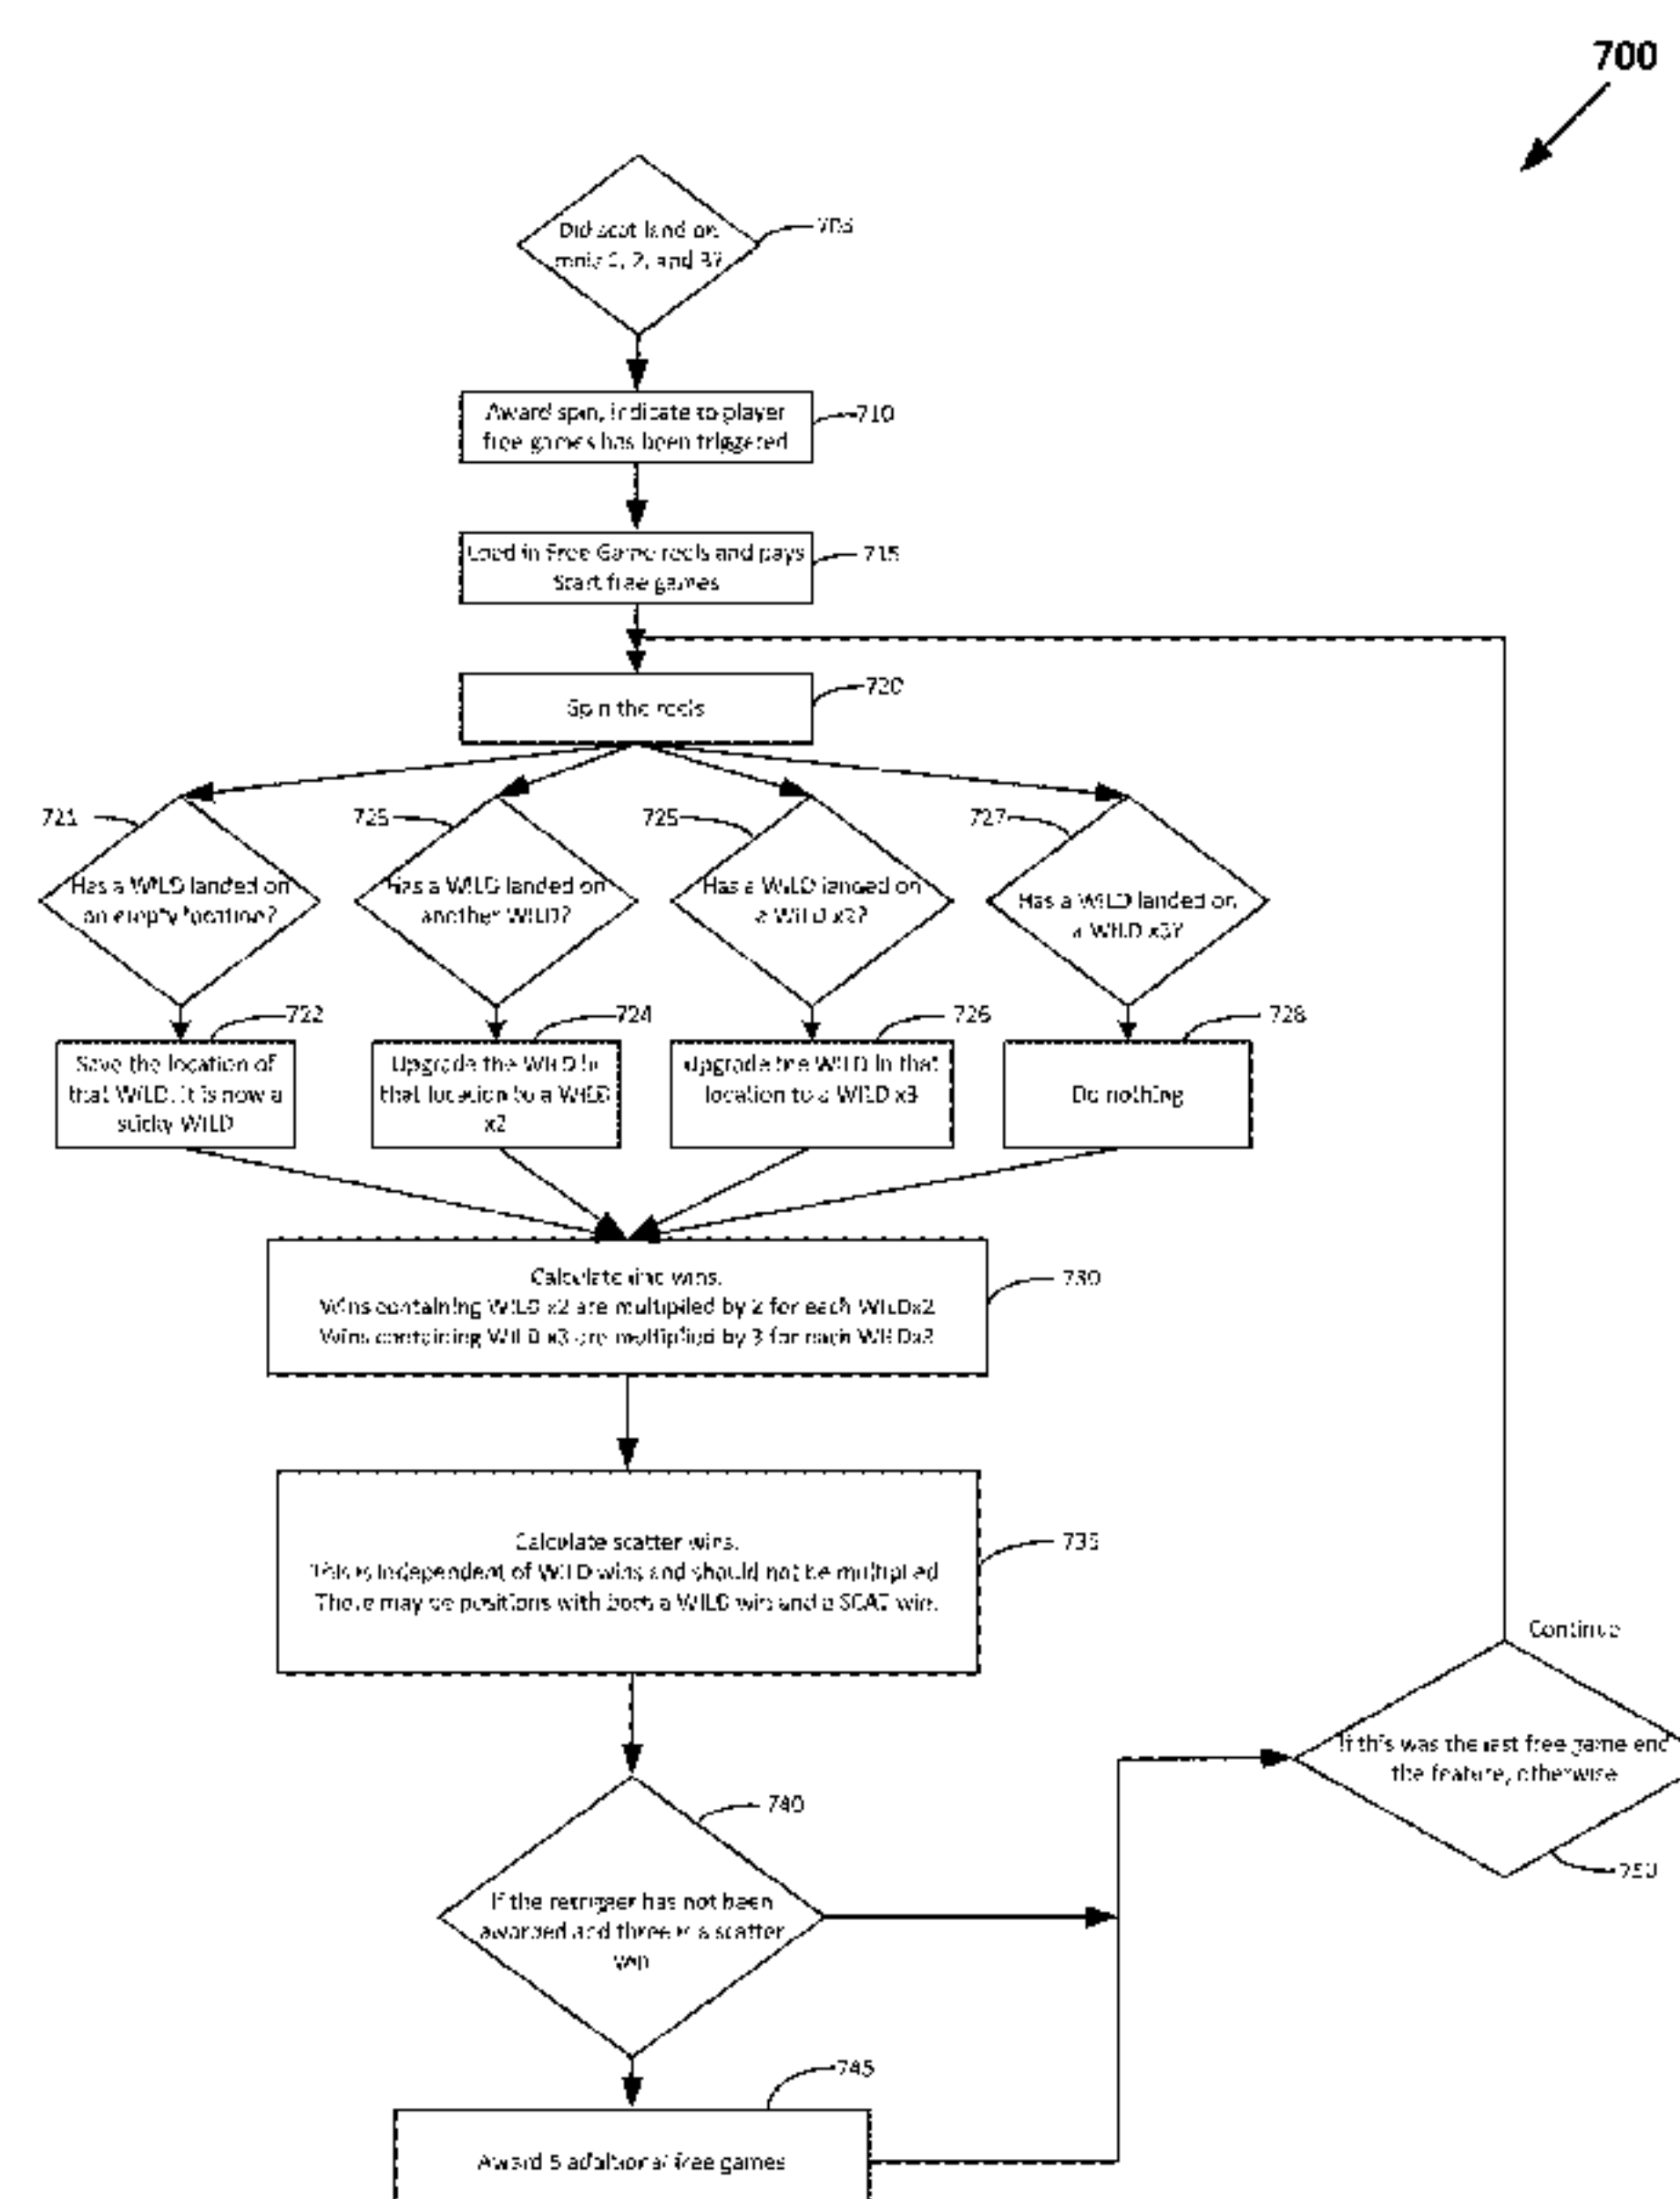 700
Did scat land on
reels 1, 2, and 3?
705
Award spin, indicate to player
free games has been triggered
710
Load in Free Game reels and pays
Start free games
715
Spin the reels
720
721
Has a WILD landed on
an empty location?
Has a WILD landed on
another WILD?
725
Has a WILD landed on
a WILD x2?
727
Has a WILD landed on
a WILD x3?
722
Save the location of
that WILD. It is now a
sticky WILD
724
Upgrade the WILD in
that location to a WILD
x2
726
Upgrade the WILD in that
location to a WILD x3
728
Do nothing
Calculate line wins.
Wins containing WILD x2 are multiplied by 2 for each WILDx2
Wins containing WILD x3 are multiplied by 3 for each WILDx3
730
Calculate scatter wins.
This is independent of WILD wins and should not be multiplied
There may be positions with both a WILD win and a SCAT win.
735
Continue
If this was the last free game end
the feature, otherwise
750
740
If the retrigger has not been
awarded and three is a scatter
win
745
Award 5 additional free games